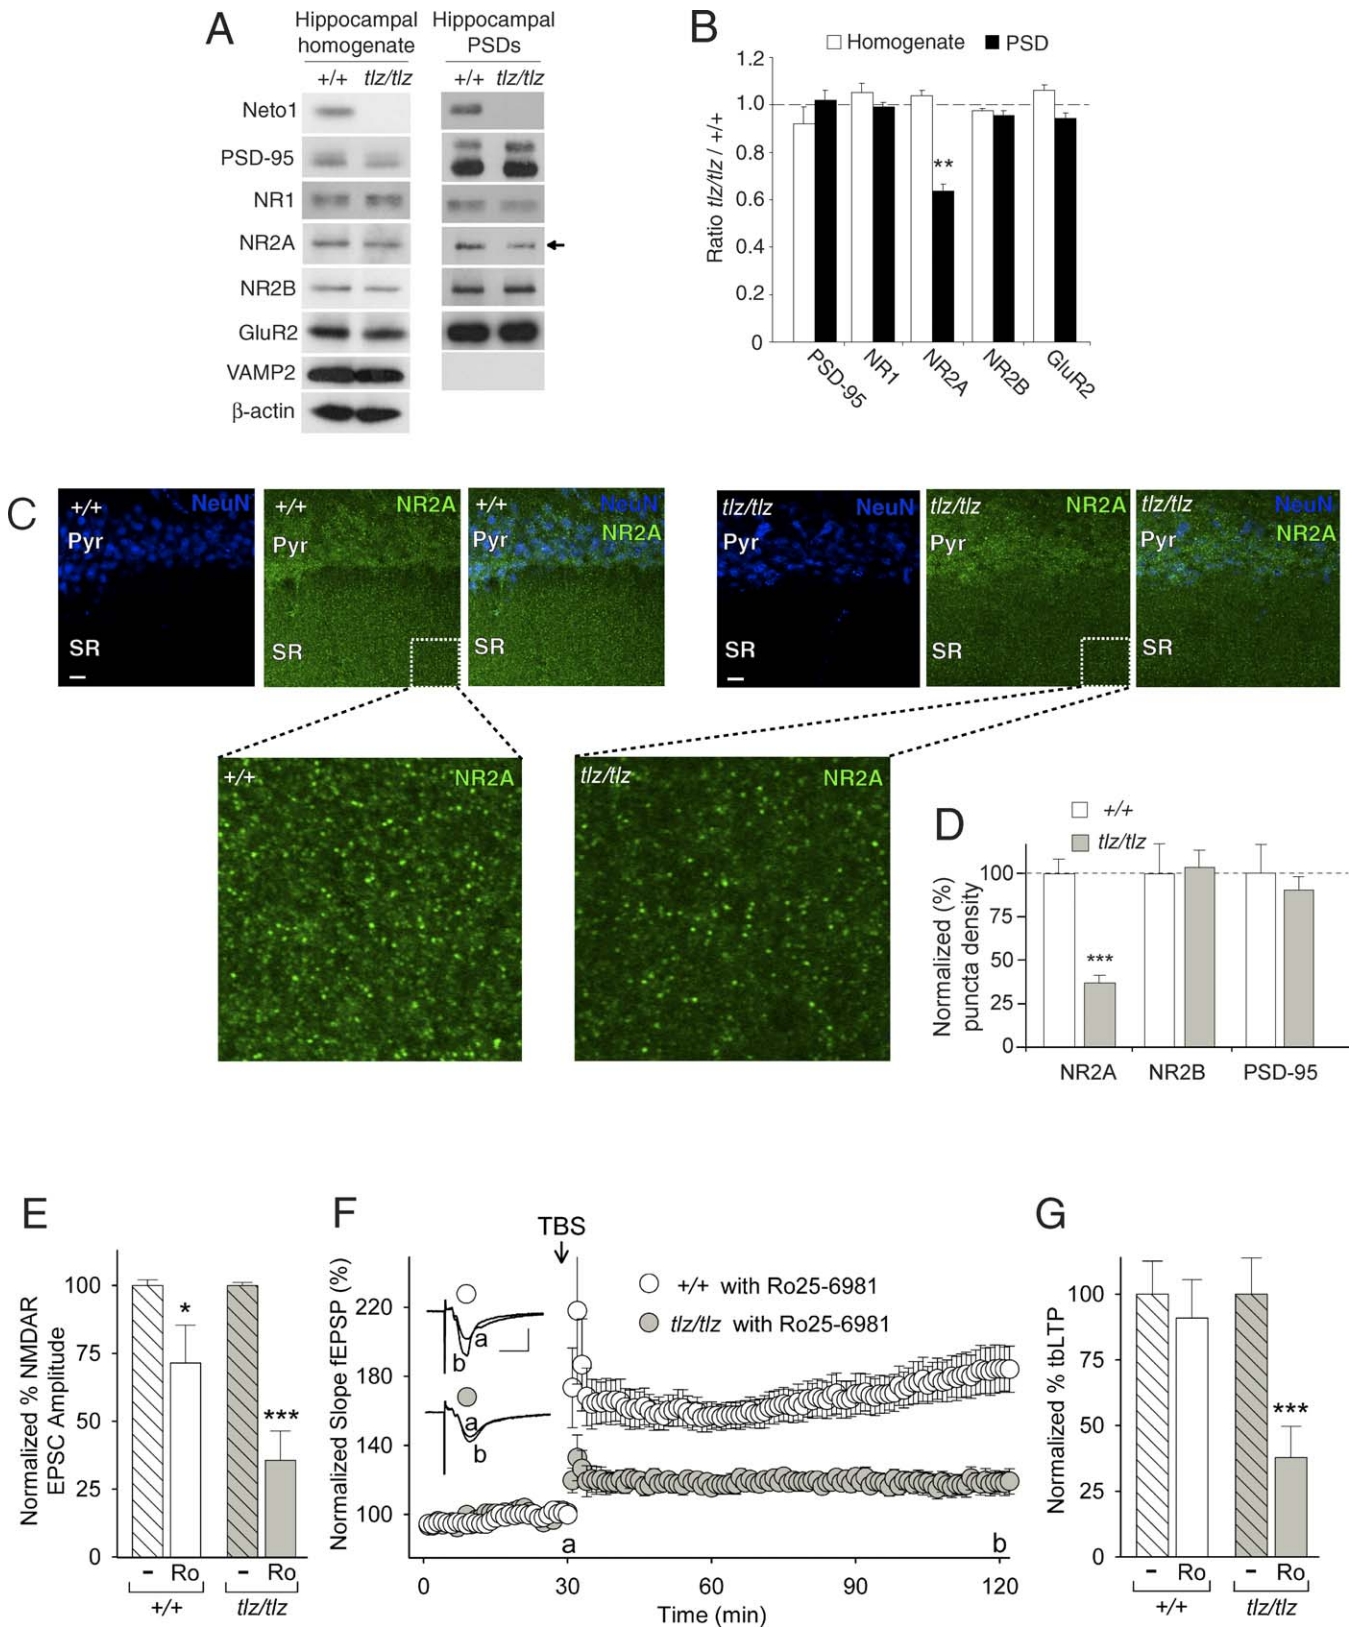 A
Hippocampal homogenate
Hippocampal PSDs
+/+ tlz/tlz
+/+ tlz/tlz
Neto1
PSD-95
NR1
NR2A
NR2B
GluR2
VAMP2
β-actin
B
Homogenate PSD
Ratio tlz/tlz / +/+
1.2
1.0
0.8
0.6
0.4
0.2
0
**
PSD-95
NR1
NR2A
NR2B
GluR2
C
+/+ NeuN
Pyr
SR
+/+ NR2A
Pyr
SR
+/+ NeuN
Pyr NR2A
SR
tlz/tlz NeuN
Pyr
SR
tlz/tlz NR2A
Pyr
SR
tlz/tlz NeuN
Pyr NR2A
SR
+/+ NR2A
tlz/tlz NR2A
D
+/+
tlz/tlz
Normalized (%) puncta density
100
75
50
25
0
***
NR2A NR2B PSD-95
E
Normalized % NMDAR EPSC Amplitude
100
75
50
25
0
*
***
- Ro - Ro
+/+ tlz/tlz
F
TBS
+/+ with Ro25-6981
tlz/tlz with Ro25-6981
Normalized Slope fEPSP (%)
220
180
140
100
a
b
a
b
a
b
0 30 60 90 120
Time (min)
G
Normalized % tbLTP
100
75
50
25
0
***
- Ro - Ro
+/+ tlz/tlz